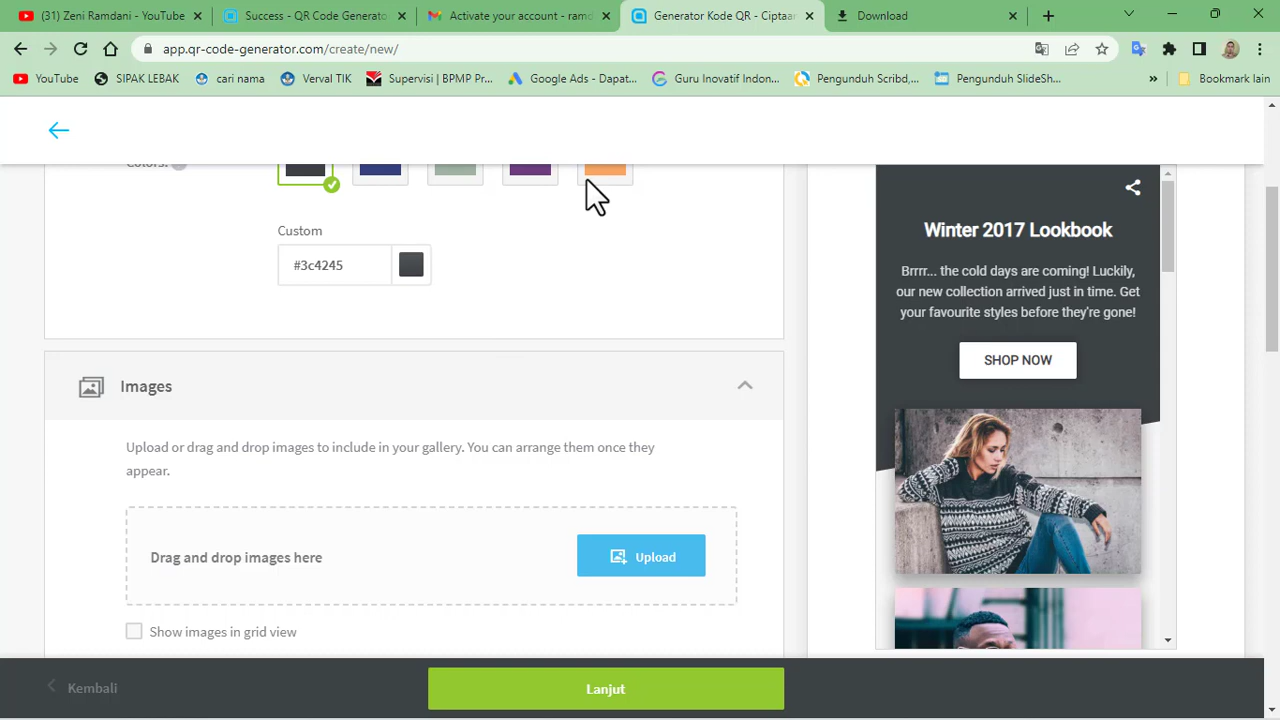 (31) Zeni Ramdani - YouTube
Success - QR Code Generato
Activate your account - ramd
Generator Kode QR - Ciptaa
Download
app.qr-code-generator.com/create/new/
YouTube
SIPAK LEBAK
cari nama
Verval TIK
Supervisi | BPMP Pr...
Google Ads - Dapat...
Guru Inovatif Indon...
Pengunduh Scribd,...
Pengunduh SlideSh...
»
Bookmark lain
Colors:
Custom
#3c4245
Images
Upload or drag and drop images to include in your gallery. You can arrange them once they
appear.
Drag and drop images here
Upload
Show images in grid view
Winter 2017 Lookbook
Brrrr... the cold days are coming! Luckily,
our new collection arrived just in time. Get
your favourite styles before they're gone!
SHOP NOW
Kembali
Lanjut